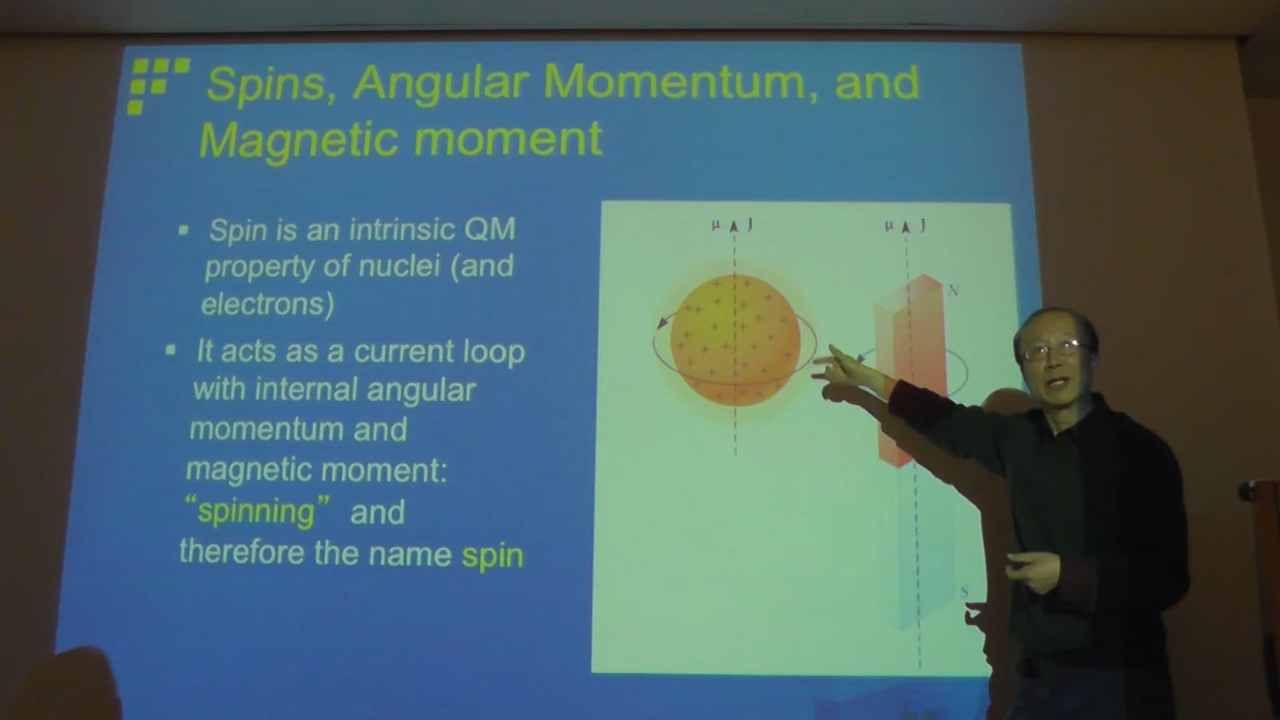 Spins, Angular Momentum, and
Magnetic moment
▪ Spin is an intrinsic QM
property of nuclei (and
electrons)
▪ It acts as a current loop
with internal angular
momentum and
magnetic moment:
“spinning” and
therefore the name spin
μ J
μ J
N
S